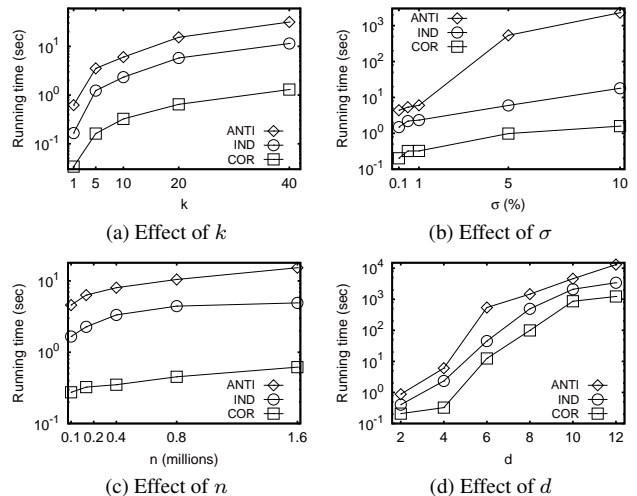 Running time (sec)
10^1
10^0
10^-1
ANTI
IND
COR
1 5 10 20 40
k
(a) Effect of k
Running time (sec)
10^3
10^2
10^1
10^0
10^-1
ANTI
IND
COR
0.1 1 5 10
σ (%)
(b) Effect of σ
Running time (sec)
10^1
10^0
10^-1
ANTI
IND
COR
0.1 0.2 0.4 0.8 1.6
n (millions)
(c) Effect of n
Running time (sec)
10^4
10^3
10^2
10^1
10^0
10^-1
ANTI
IND
COR
2 4 6 8 10 12
d
(d) Effect of d